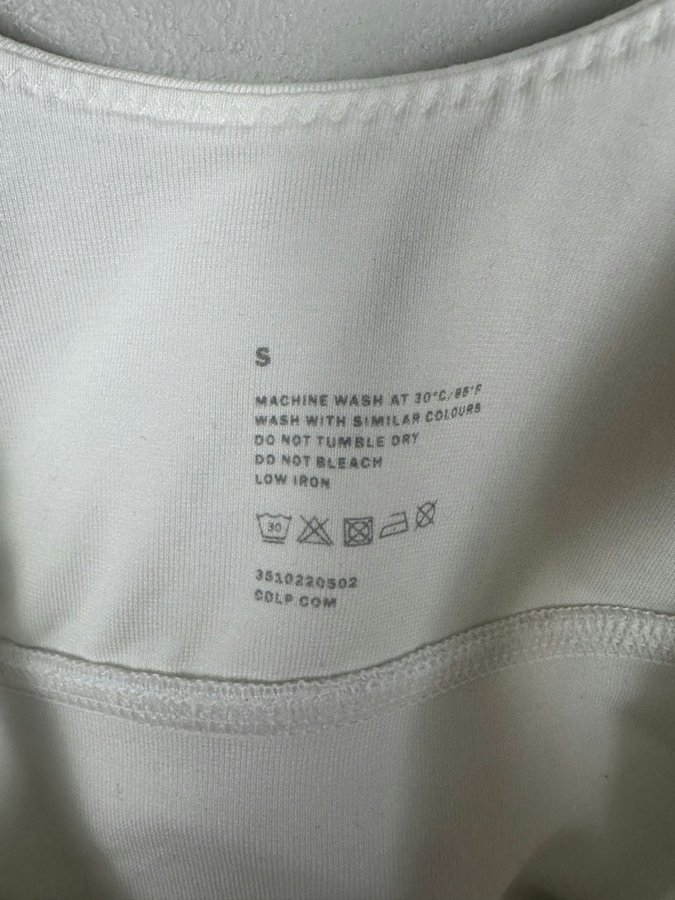 S
MACHINE WASH AT 30°C/86°F
WASH WITH SIMILAR COLOURS
DO NOT TUMBLE DRY
DO NOT BLEACH
LOW IRON
30
3510220502
CDLP.COM